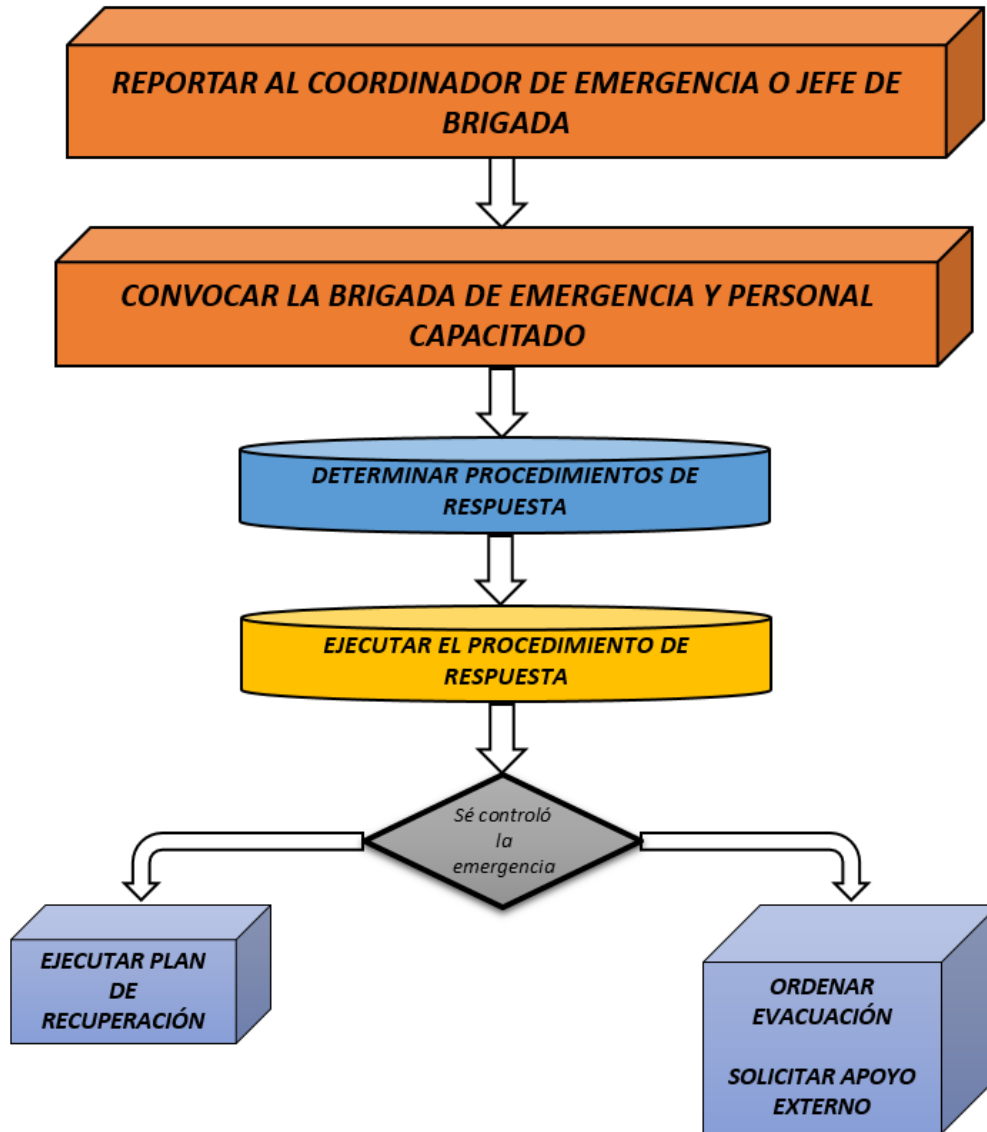 REPORTAR AL COORDINADOR DE EMERGENCIA O JEFE DE
BRIGADA
CONVOCAR LA BRIGADA DE EMERGENCIA Y PERSONAL
CAPACITADO
DETERMINAR PROCEDIMIENTOS DE
RESPUESTA
EJECUTAR EL PROCEDIMIENTO DE
RESPUESTA
Sé controló
la
emergencia
EJECUTAR PLAN
DE
RECUPERACIÓN
ORDENAR
EVACUACIÓN
SOLICITAR APOYO
EXTERNO